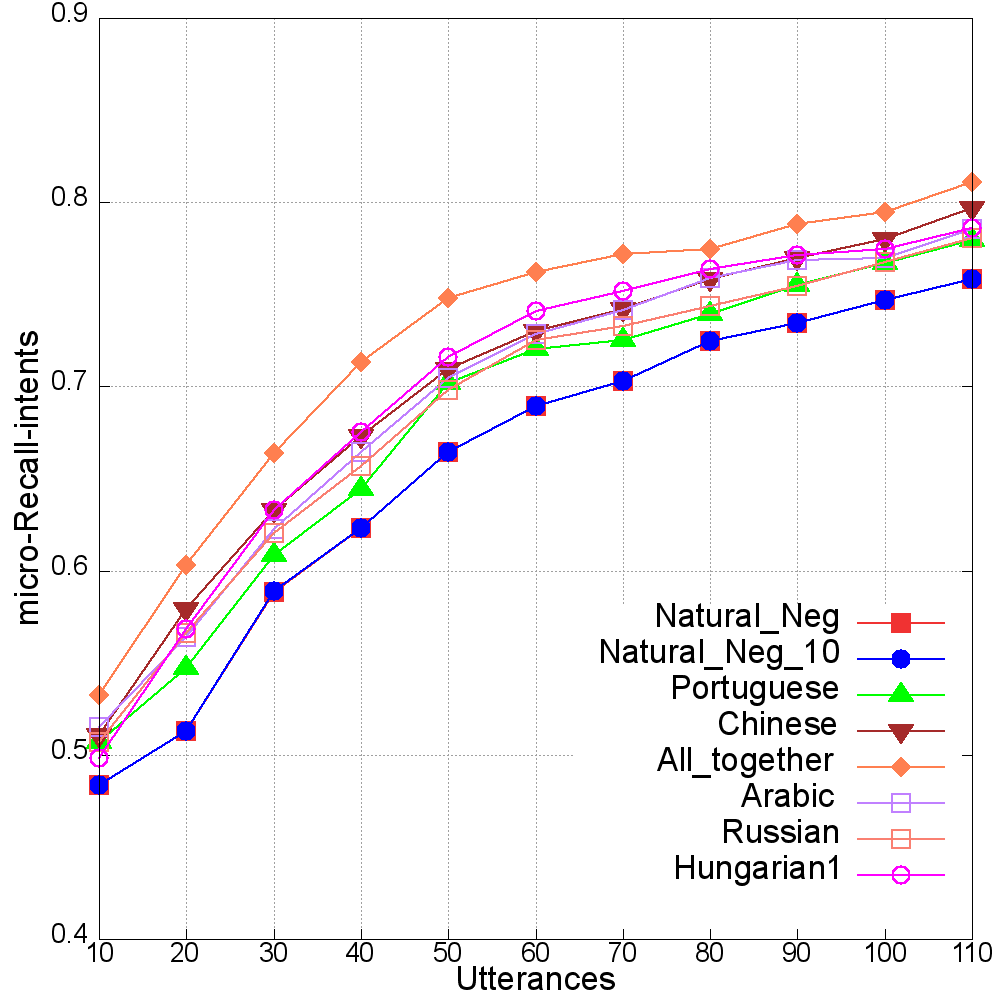 0.9
0.8
0.7
0.6
0.5
0.4
micro-Recall-intents
Natural_Neg
Natural_Neg_10
Portuguese
Chinese
All_together
Arabic
Russian
Hungarian1
10 20 30 40 50 60 70 80 90 100 110
Utterances